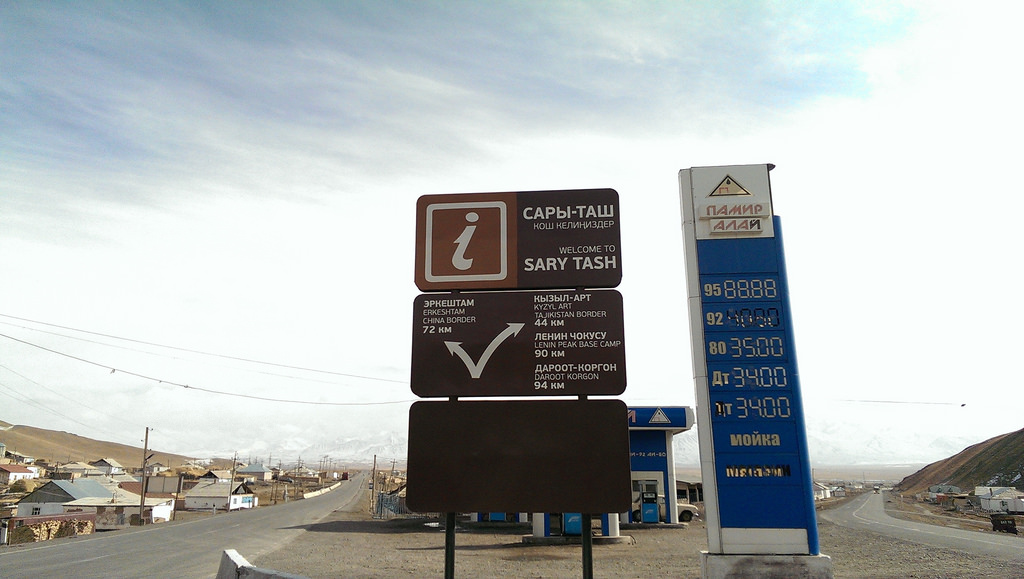 i
САРЫ-ТАШ
КОШ КЕЛИҢИЗДЕР
WELCOME TO
SARY TASH
ЭРКЕШТАМ
ERKESHTAM
CHINA BORDER
72 КМ
КЫЗЫЛ-АРТ
KYZYL ART
TAJIKISTAN BORDER
44 КМ
ЛЕНИН ЧОКУСУ
LENIN PEAK BASE CAMP
90 КМ
ДАРООТ-КОРГОН
DAROOT KORGON
94 КМ
ПАМИР
АЛАЙ
95 88.88
92
80 35.00
Дт 34.00
34.00
мойка